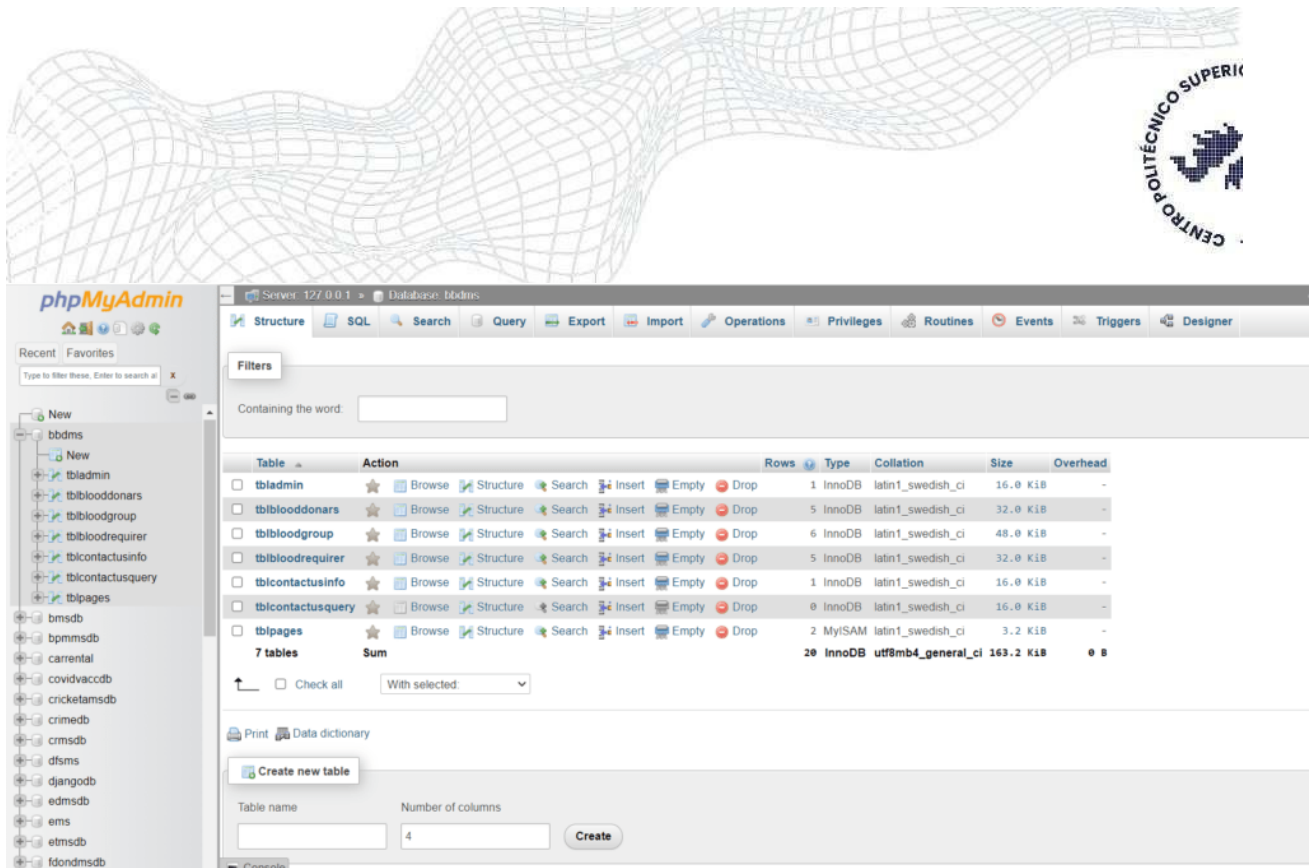 CENTRO POLITÉCNICO
phpMyAdmin
Recent Favorites
Type to filter these, Enter to search al X
New
bbdms
New
tbladmin
tblblooddonars
tblbloodgroup
tblbloodrequirer
tblcontactusinfo
tblcontactusquery
tblpages
bmsdb
bpmmsdb
carrental
covidvaccdb
cricketamsdb
crimedb
crmsdb
dfsms
djangodb
edmsdb
ems
etmsdb
fdondmsdb
Server: 127.0.0.1 » Database: bbdms
Structure SQL Search Query Export Import Operations Privileges Routines Events Triggers Designer
Filters
Containing the word:
Table Action Rows Type Collation Size Overhead
tbladmin Browse Structure Search Insert Empty Drop 1 InnoDB latin1_swedish_ci 16.0 KiB -
tblblooddonars Browse Structure Search Insert Empty Drop 5 InnoDB latin1_swedish_ci 32.0 KiB -
tblbloodgroup Browse Structure Search Insert Empty Drop 6 InnoDB latin1_swedish_ci 48.0 KiB -
tblbloodrequirer Browse Structure Search Insert Empty Drop 5 InnoDB latin1_swedish_ci 32.0 KiB -
tblcontactusinfo Browse Structure Search Insert Empty Drop 1 InnoDB latin1_swedish_ci 16.0 KiB -
tblcontactusquery Browse Structure Search Insert Empty Drop 0 InnoDB latin1_swedish_ci 16.0 KiB -
tblpages Browse Structure Search Insert Empty Drop 2 MyISAM latin1_swedish_ci 3.2 KiB -
7 tables Sum 20 InnoDB utf8mb4_general_ci 163.2 KiB 0 B
Check all With selected:
Print Data dictionary
Create new table
Table name Number of columns
4 Create
Console